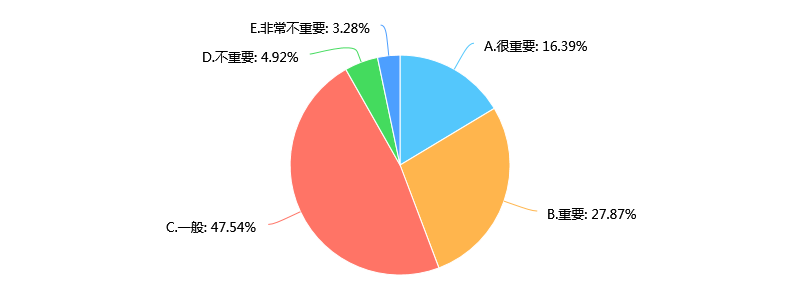 E.非常不重要: 3.28%
A.很重要: 16.39%
D.不重要: 4.92%
B.重要: 27.87%
C.一般: 47.54%